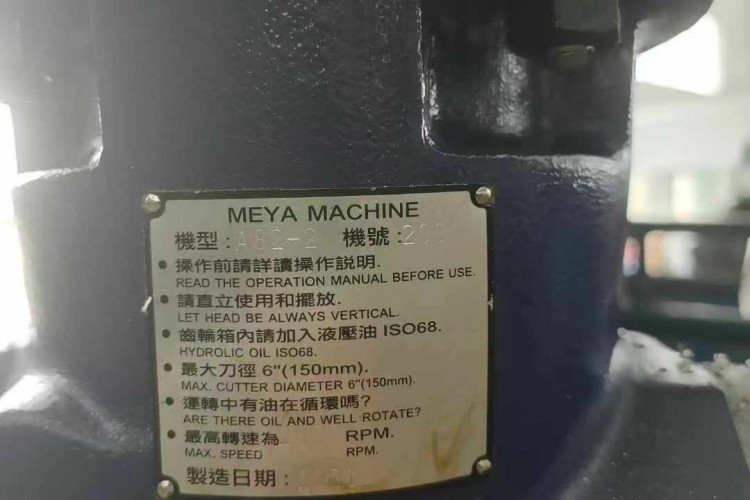 MEYA MACHINE
機型: 機號:
• 操作前請詳讀操作説明.
READ THE OPERATION MANUAL BEFORE USE.
• 請直立使用和擺放.
LET HEAD BE ALWAYS VERTICAL.
• 齒輪箱內請加入液壓油 ISO68.
HYDROLIC OIL ISO68.
• 最大刀徑 6"(150mm).
MAX. CUTTER DIAMETER 6"(150mm).
• 運轉中有油在循環嗎?
ARE THERE OIL AND WELL ROTATE?
• 最高轉速為 RPM.
MAX. SPEED RPM.
製造日期: